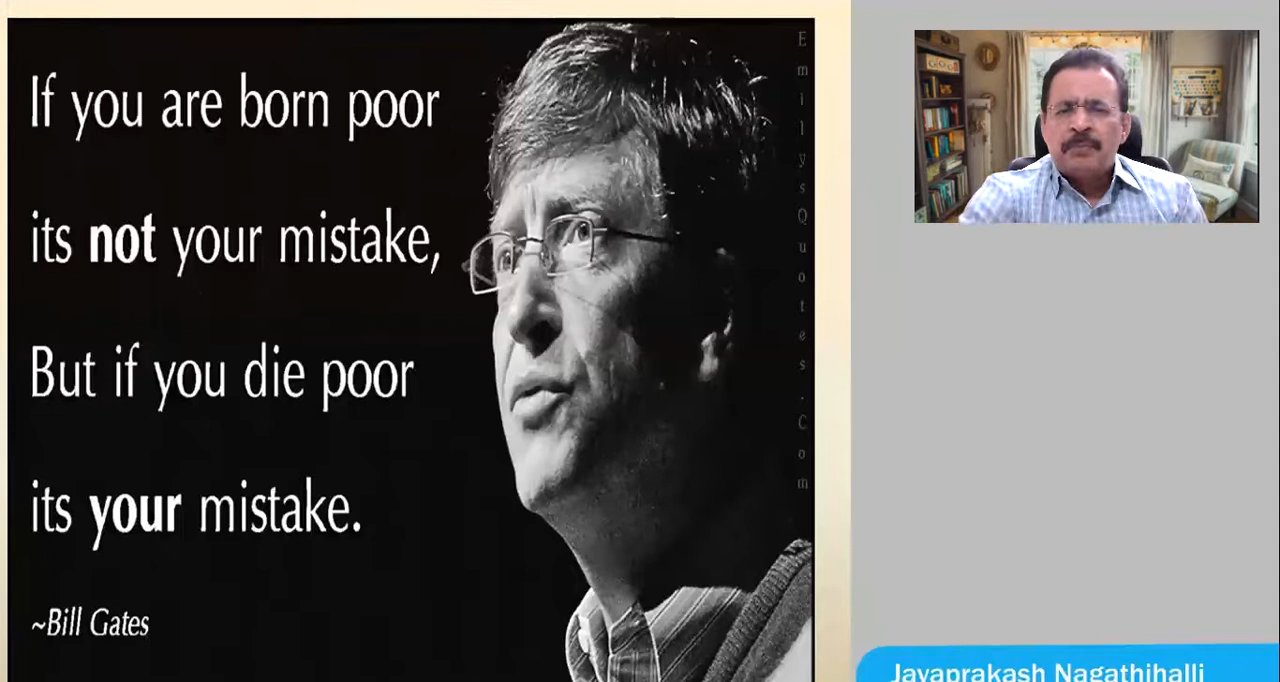 If you are born poor
its not your mistake,
But if you die poor
its your mistake.
~Bill Gates
EmilysQuotes.Com
Jayaprakash Nagathihalli